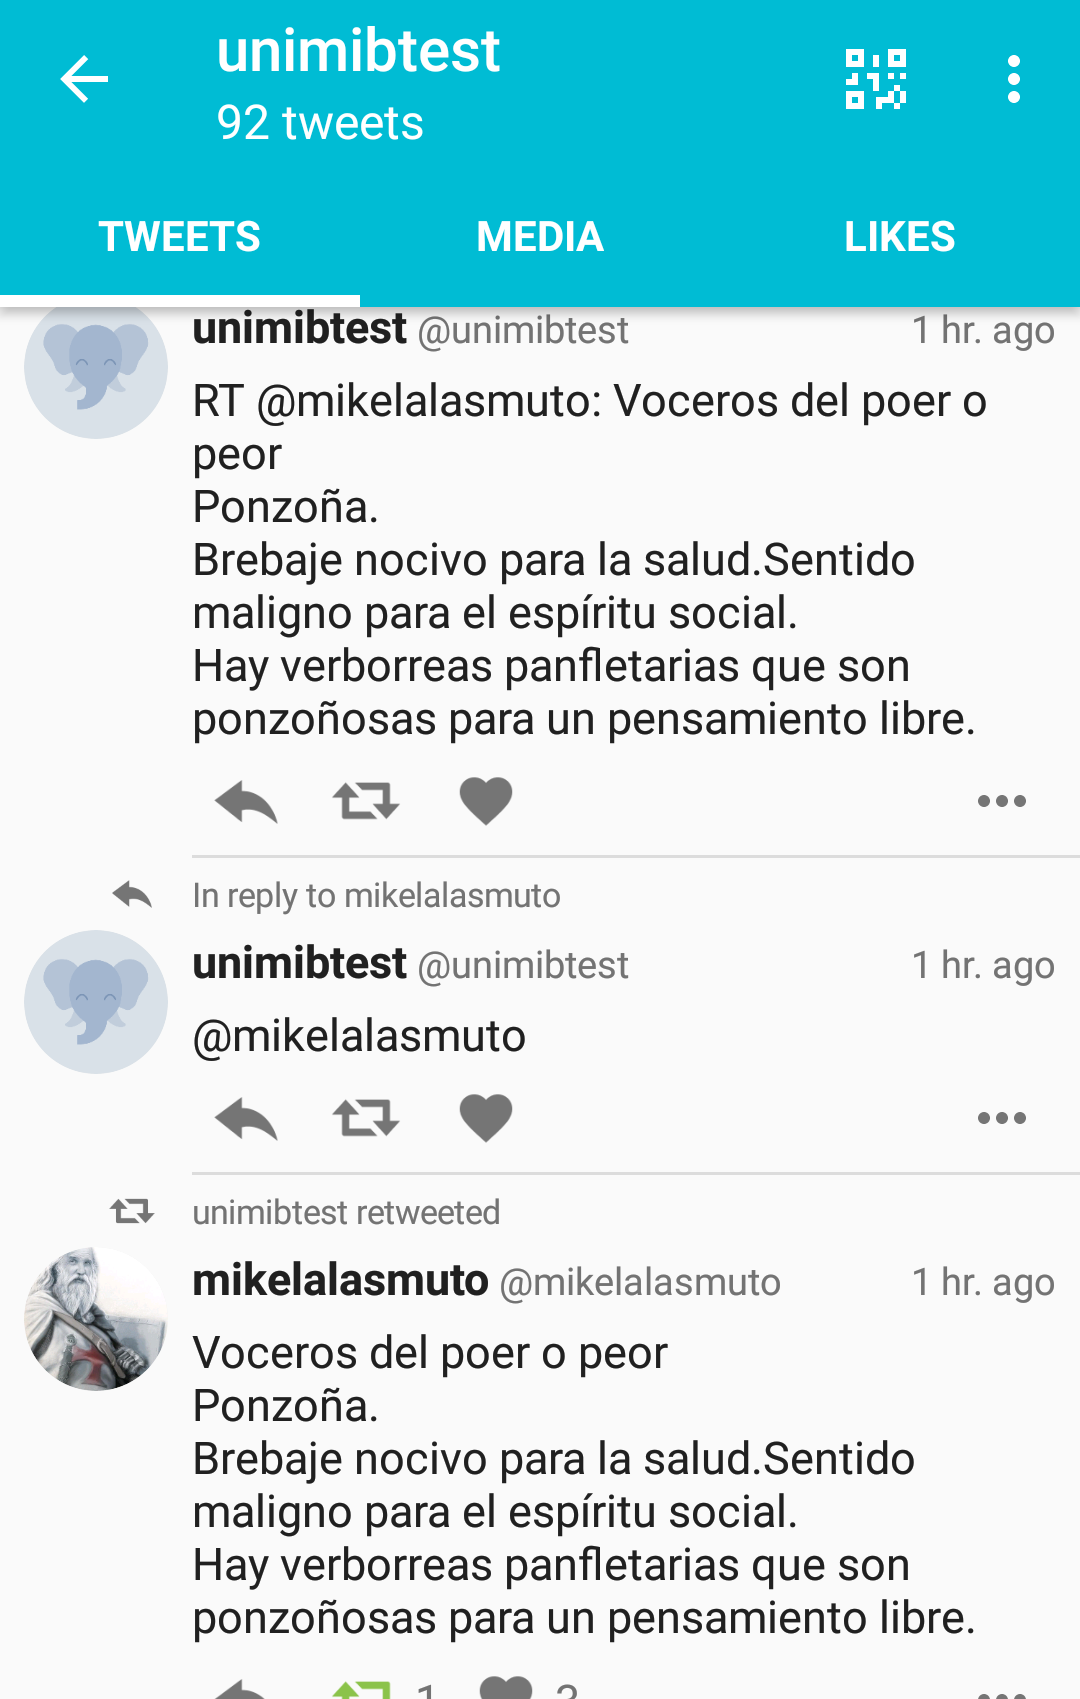 unimibtest
92 tweets
TWEETS MEDIA LIKES
unimibtest @unimibtest 1 hr. ago
RT @mikelalasmuto: Voceros del poer o
peor
Ponzoña.
Brebaje nocivo para la salud.Sentido
maligno para el espíritu social.
Hay verborreas panfletarias que son
ponzoñosas para un pensamiento libre.
In reply to mikelalasmuto
unimibtest @unimibtest 1 hr. ago
@mikelalasmuto
unimibtest retweeted
mikelalasmuto @mikelalasmuto 1 hr. ago
Voceros del poer o peor
Ponzoña.
Brebaje nocivo para la salud.Sentido
maligno para el espíritu social.
Hay verborreas panfletarias que son
ponzoñosas para un pensamiento libre.
1